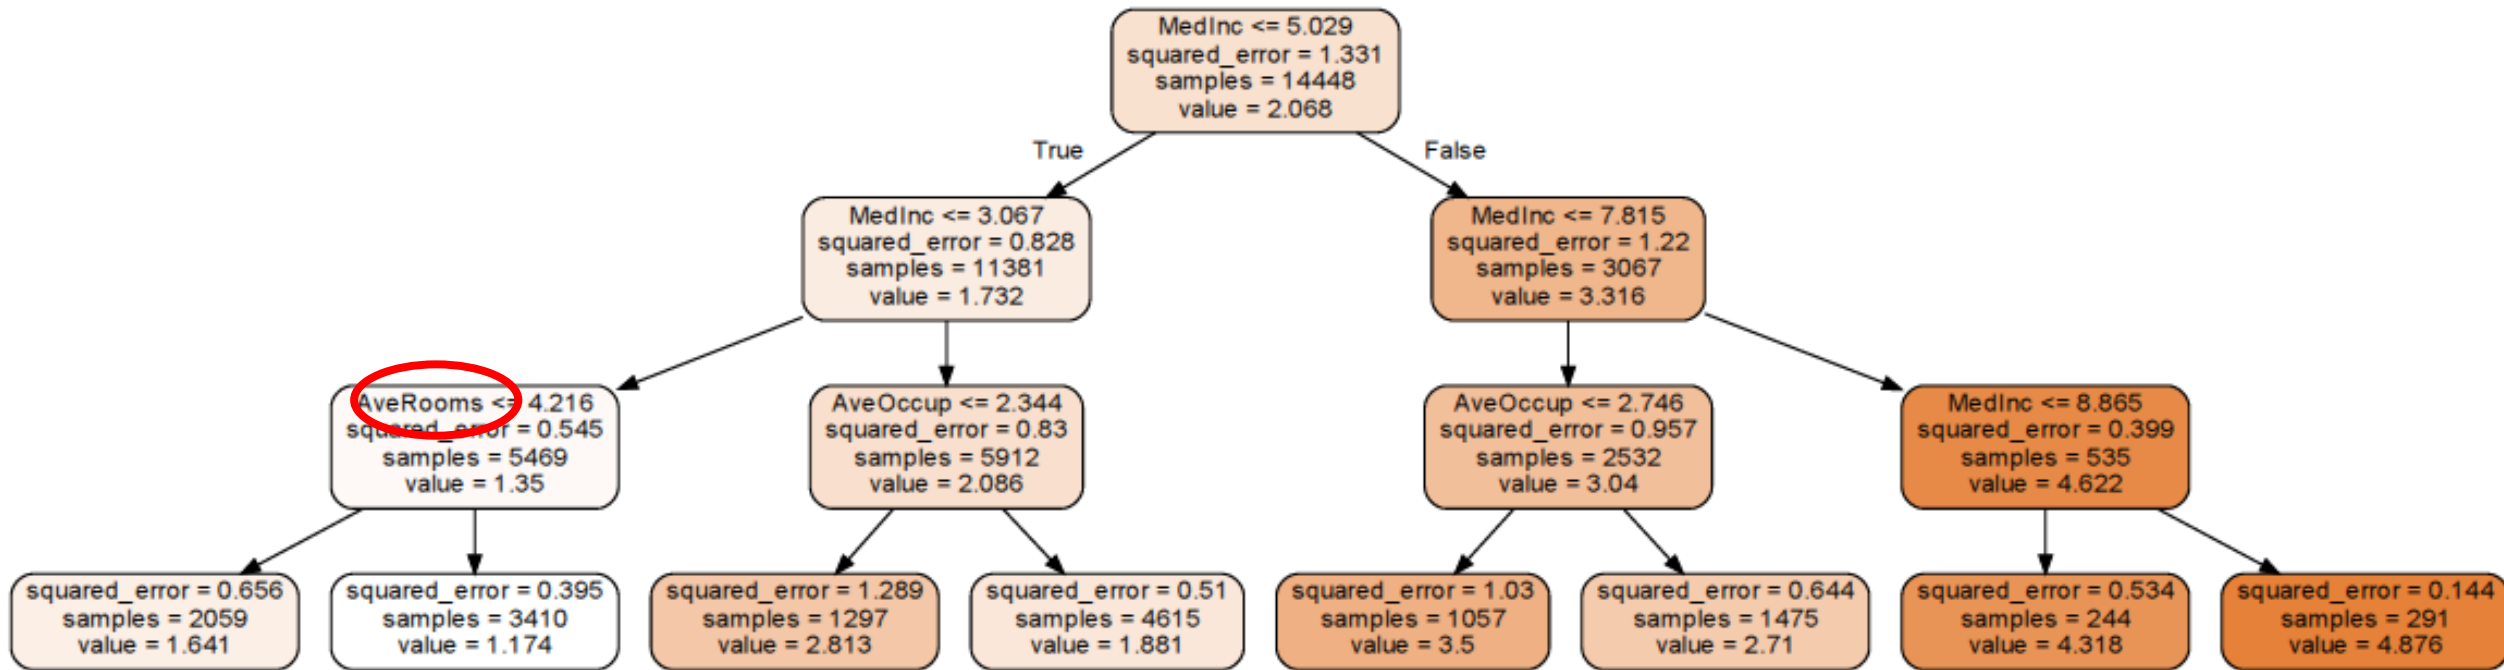 MedInc <= 5.029
squared_error = 1.331
samples = 14448
value = 2.068
True
False
MedInc <= 3.067
squared_error = 0.828
samples = 11381
value = 1.732
MedInc <= 7.815
squared_error = 1.22
samples = 3067
value = 3.316
AveRooms <= 4.216
squared_error = 0.545
samples = 5469
value = 1.35
AveOccup <= 2.344
squared_error = 0.83
samples = 5912
value = 2.086
AveOccup <= 2.746
squared_error = 0.957
samples = 2532
value = 3.04
MedInc <= 8.865
squared_error = 0.399
samples = 535
value = 4.622
squared_error = 0.656
samples = 2059
value = 1.641
squared_error = 0.395
samples = 3410
value = 1.174
squared_error = 1.289
samples = 1297
value = 2.813
squared_error = 0.51
samples = 4615
value = 1.881
squared_error = 1.03
samples = 1057
value = 3.5
squared_error = 0.644
samples = 1475
value = 2.71
squared_error = 0.534
samples = 244
value = 4.318
squared_error = 0.144
samples = 291
value = 4.876